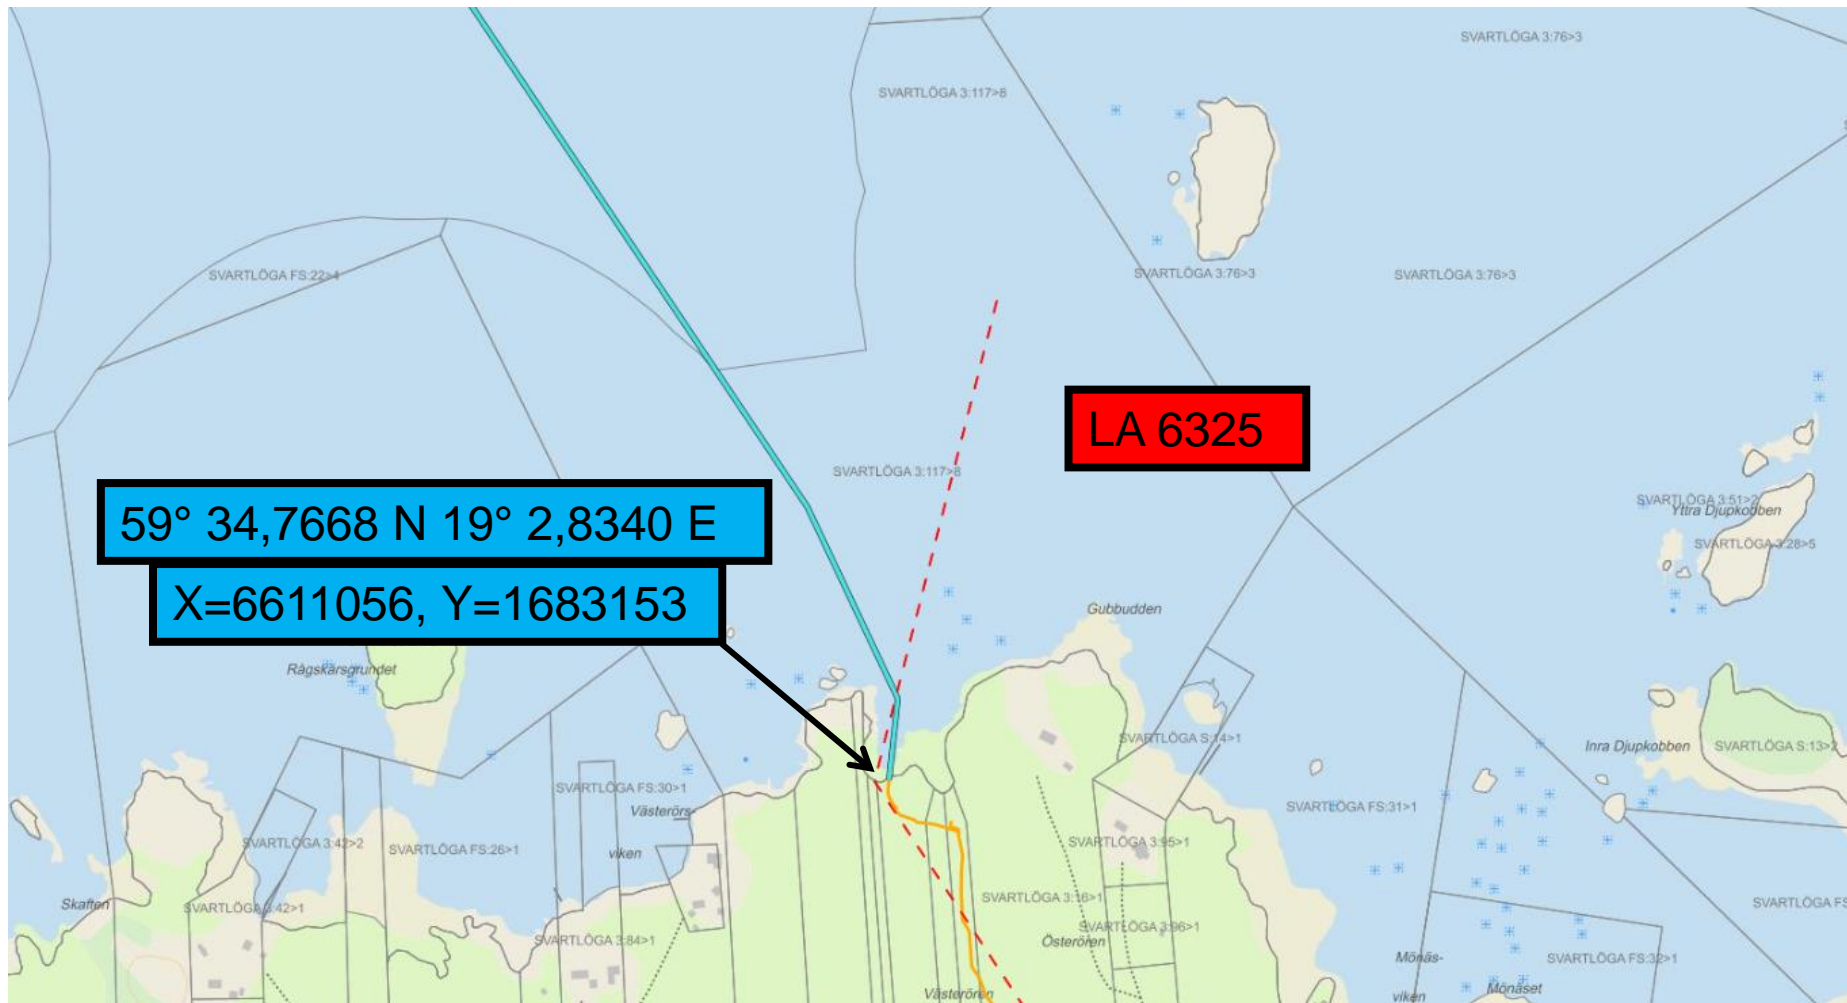 SVARTLÖGA 3:76>3
SVARTLÖGA 3:117>8
SVARTLÖGA FS:22>4
SVARTLÖGA 3:76>3
SVARTLÖGA 3:76>3
LA 6325
SVARTLÖGA 3:117>8
59° 34,7668 N 19° 2,8340 E
SVARTLÖGA 3:51>2
Yttra Djupkobben
SVARTLÖGA 3:28>5
X=6611056, Y=1683153
Gubbudden
Rågskärsgrundet
SVARTLÖGA S:14>1
Inra Djupkobben
SVARTLÖGA S:13>2
SVARTLÖGA FS:30>1
SVARTLÖGA FS:31>1
Västerörs-
viken
SVARTLÖGA 3:42>2
SVARTLÖGA FS:26>1
SVARTLÖGA 3:95>1
Skaften
SVARTLÖGA 3:42>1
SVARTLÖGA 3:16>1
SVARTLÖGA FS
SVARTLÖGA 3:96>1
SVARTLÖGA 3:84>1
Österören
Mönäs-
viken
SVARTLÖGA FS:32>1
Västerören
Mönäset